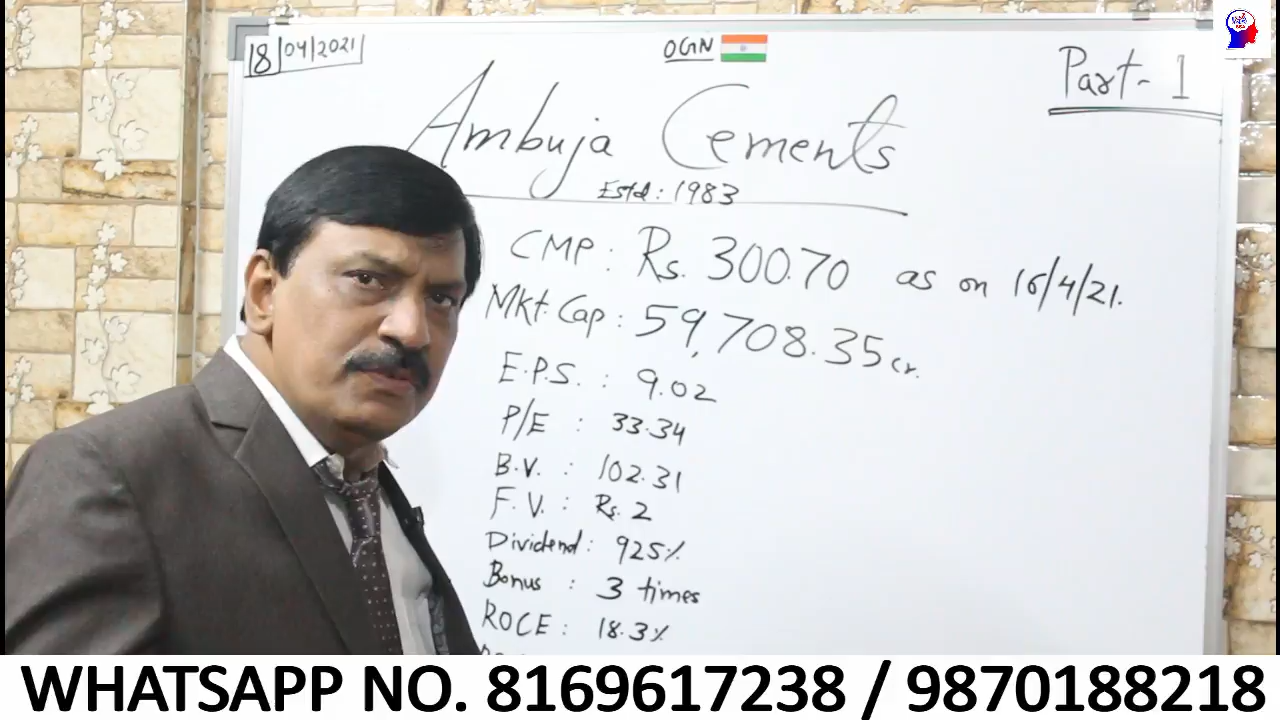 18/04/2021
OGN
Part-1
Ambuja Cements
Estd: 1983
CMP: Rs. 300.70 as on 16/4/21.
Mkt. Cap: 59,708.35 cr.
E.P.S. : 9.02
P/E : 33.34
B.V. : 102.31
F.V. : Rs. 2
Dividend: 925%
Bonus : 3 times
ROCE : 18.3%
WHATSAPP NO. 8169617238 / 9870188218